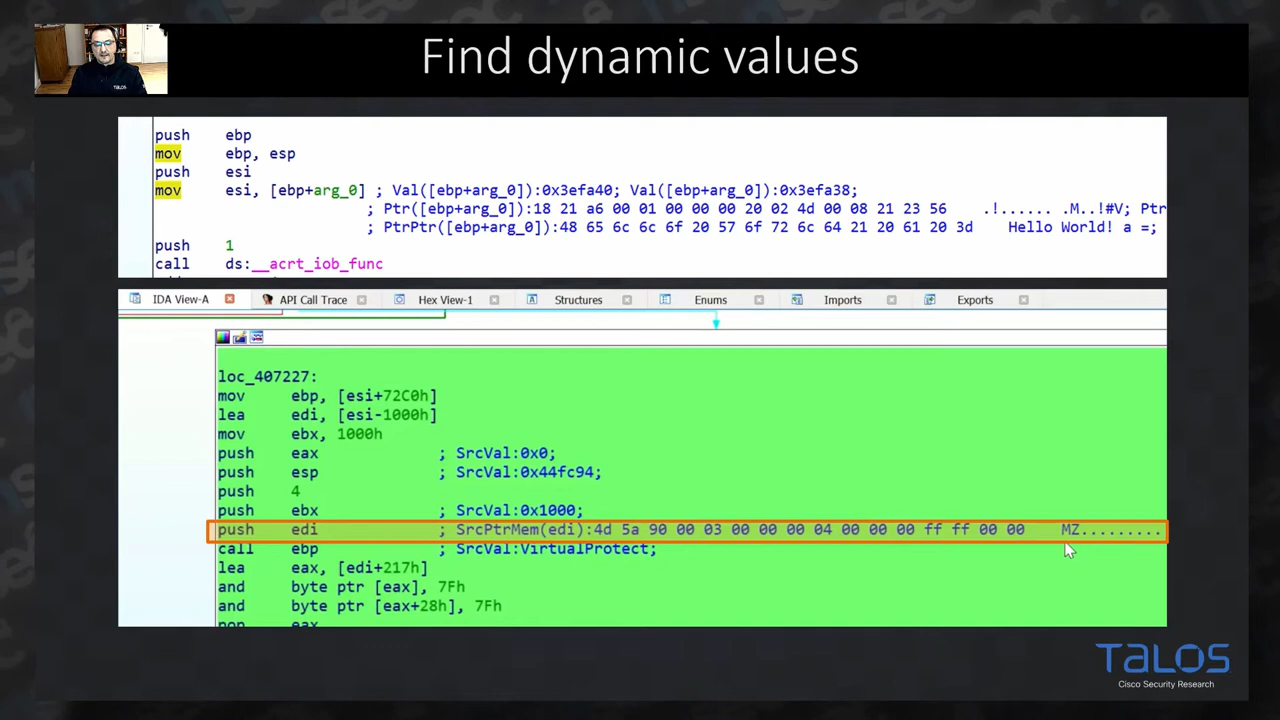 Find dynamic values
TALOS
push ebp
mov ebp, esp
push esi
mov esi, [ebp+arg_0] ; Val([ebp+arg_0]):0x3efa40; Val([ebp+arg_0]):0x3efa38;
; Ptr([ebp+arg_0]):18 21 a6 00 01 00 00 00 20 02 4d 00 08 21 23 56 .!...... .M..!#V; Ptr
; PtrPtr([ebp+arg_0]):48 65 6c 6c 6f 20 57 6f 72 6c 64 21 20 61 20 3d Hello World! a =;
push 1
call ds:__acrt_iob_func
IDA View-A API Call Trace Hex View-1 Structures Enums Imports Exports
loc_407227:
mov ebp, [esi+72C0h]
lea edi, [esi-1000h]
mov ebx, 1000h
push eax ; SrcVal:0x0;
push esp ; SrcVal:0x44fc94;
push 4
push ebx ; SrcVal:0x1000;
push edi ; SrcPtrMem(edi):4d 5a 90 00 03 00 00 00 04 00 00 00 ff ff 00 00 MZ.........
call ebp ; SrcVal:VirtualProtect;
lea eax, [edi+217h]
and byte ptr [eax], 7Fh
and byte ptr [eax+28h], 7Fh
pop eax
TALOS
Cisco Security Research